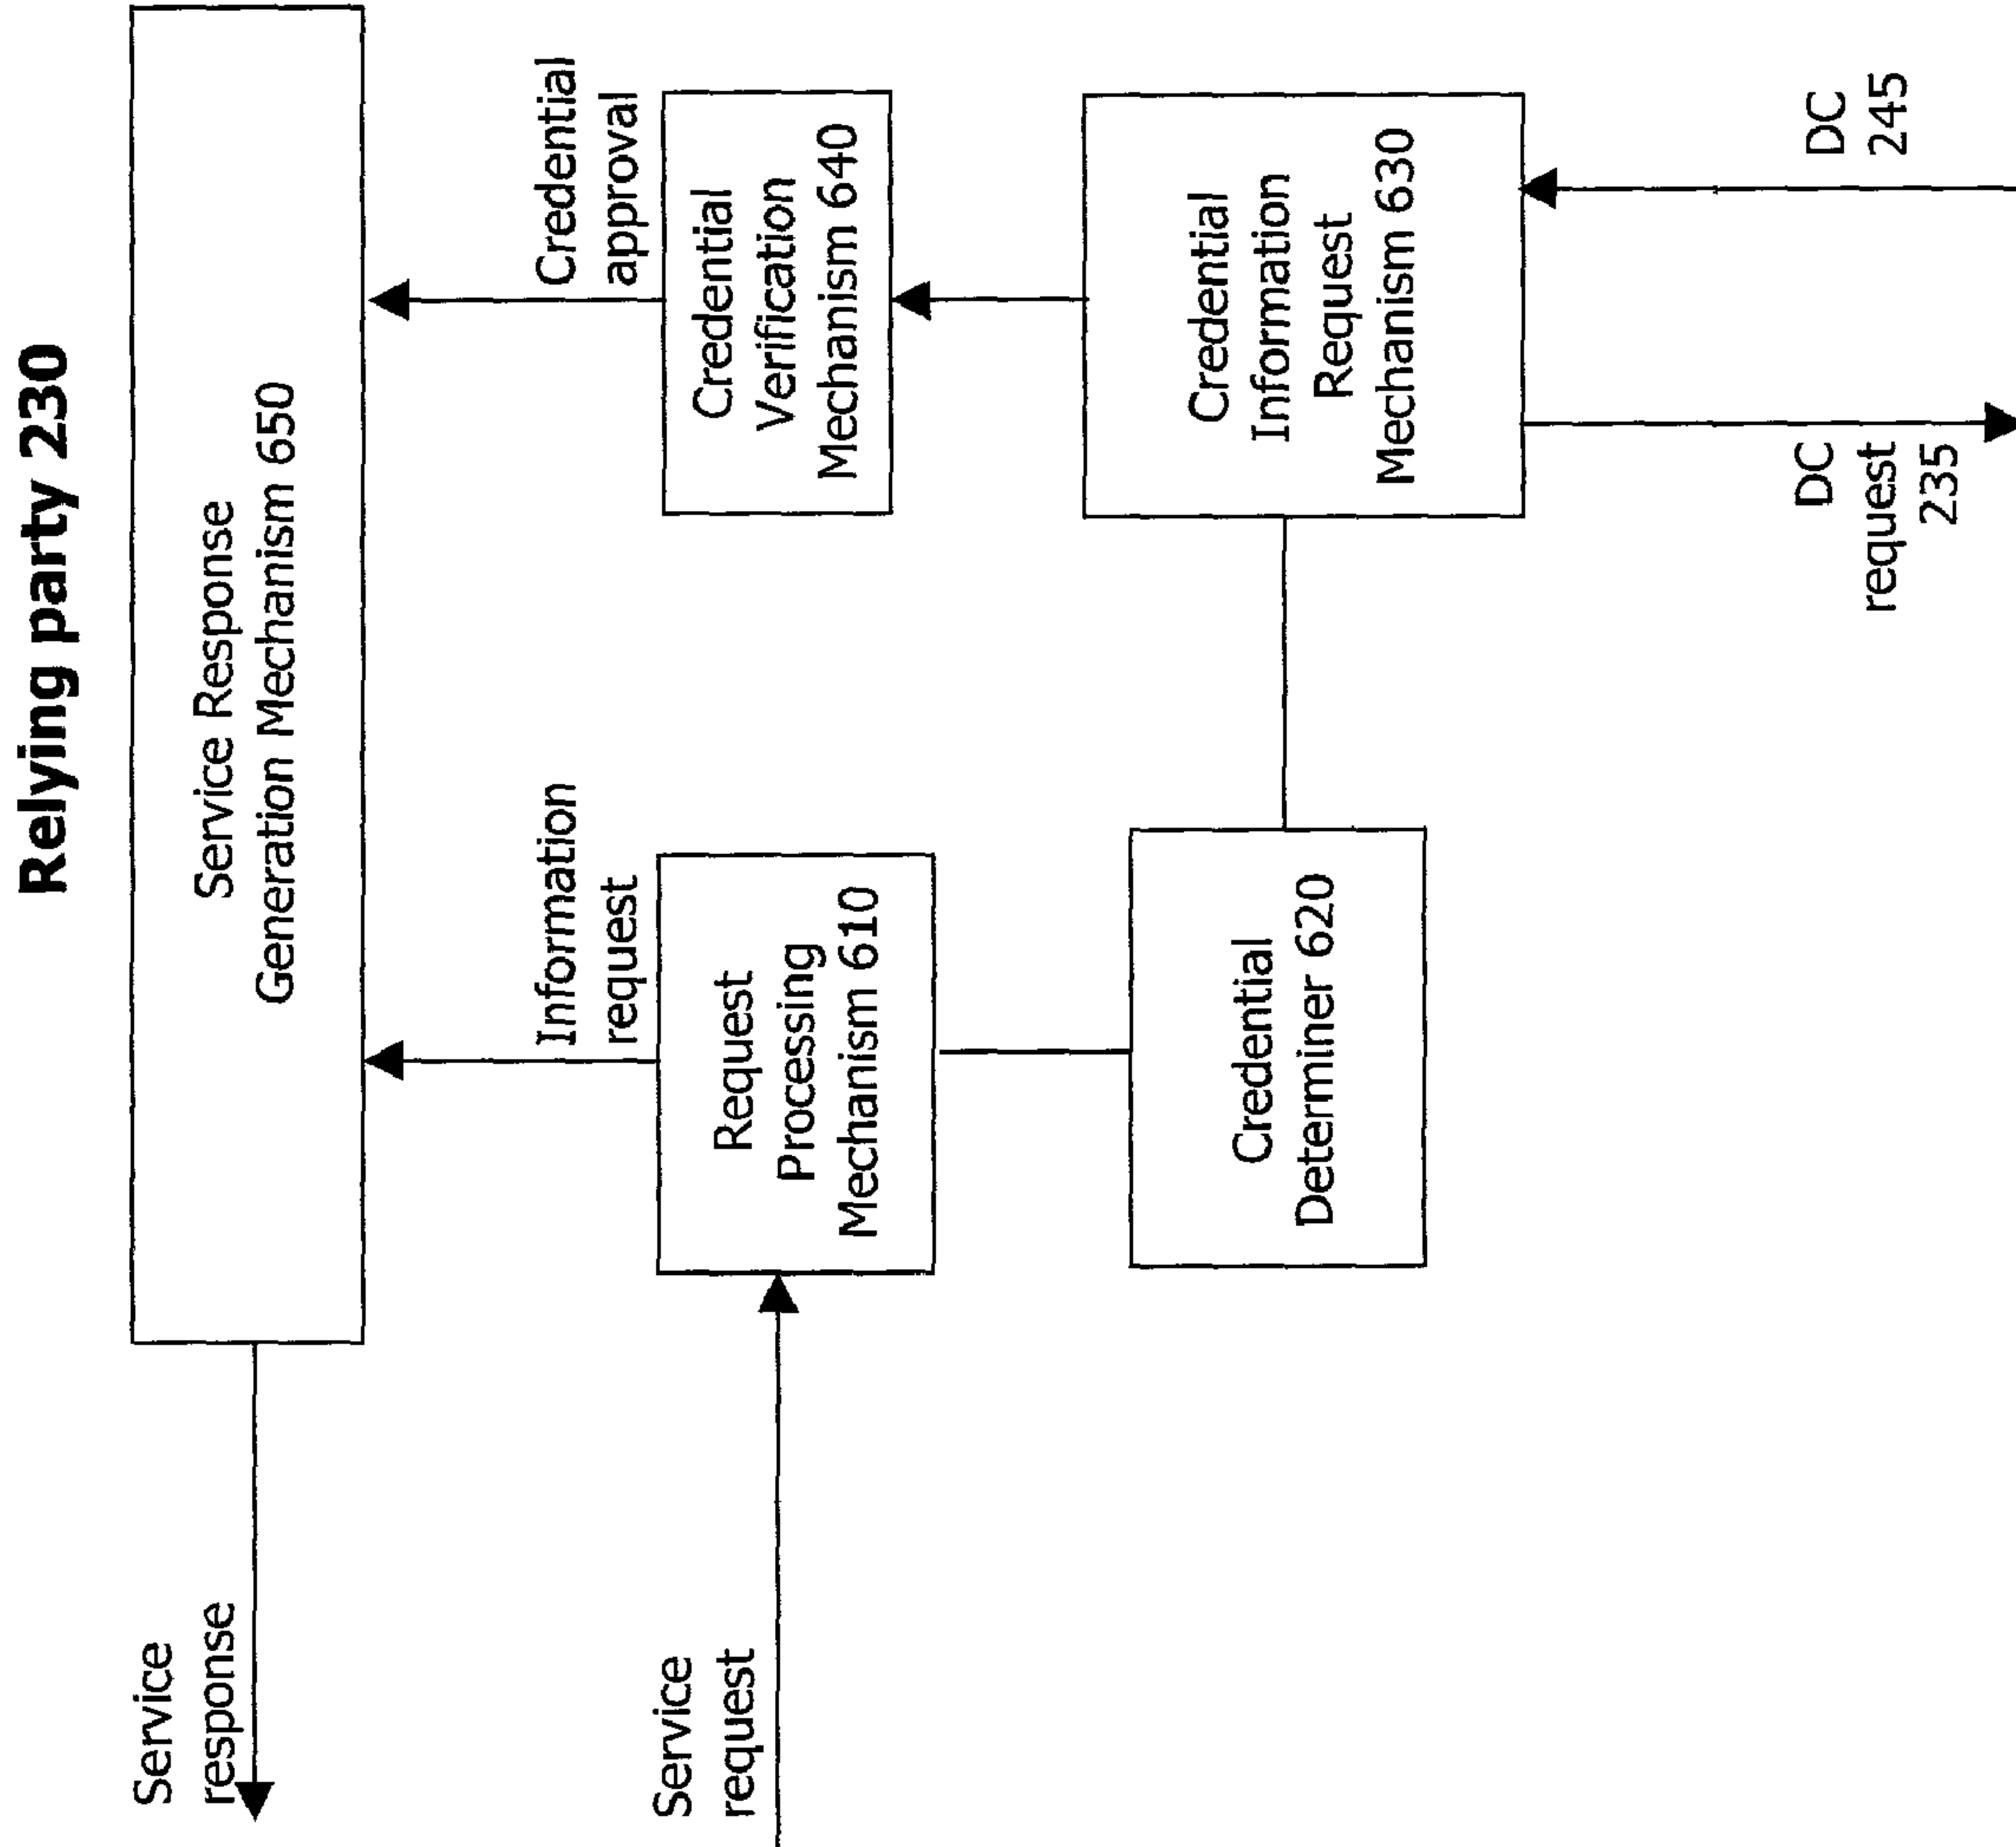 Relying party 230
Service
response
Service Response
Generation Mechanism 650
Information
request
Credential
approval
Service
request
Request
Processing
Mechanism 610
Credential
Verification
Mechanism 640
Credential
Determiner 620
Credential
Information
Request
Mechanism 630
DC
request
235
DC
245